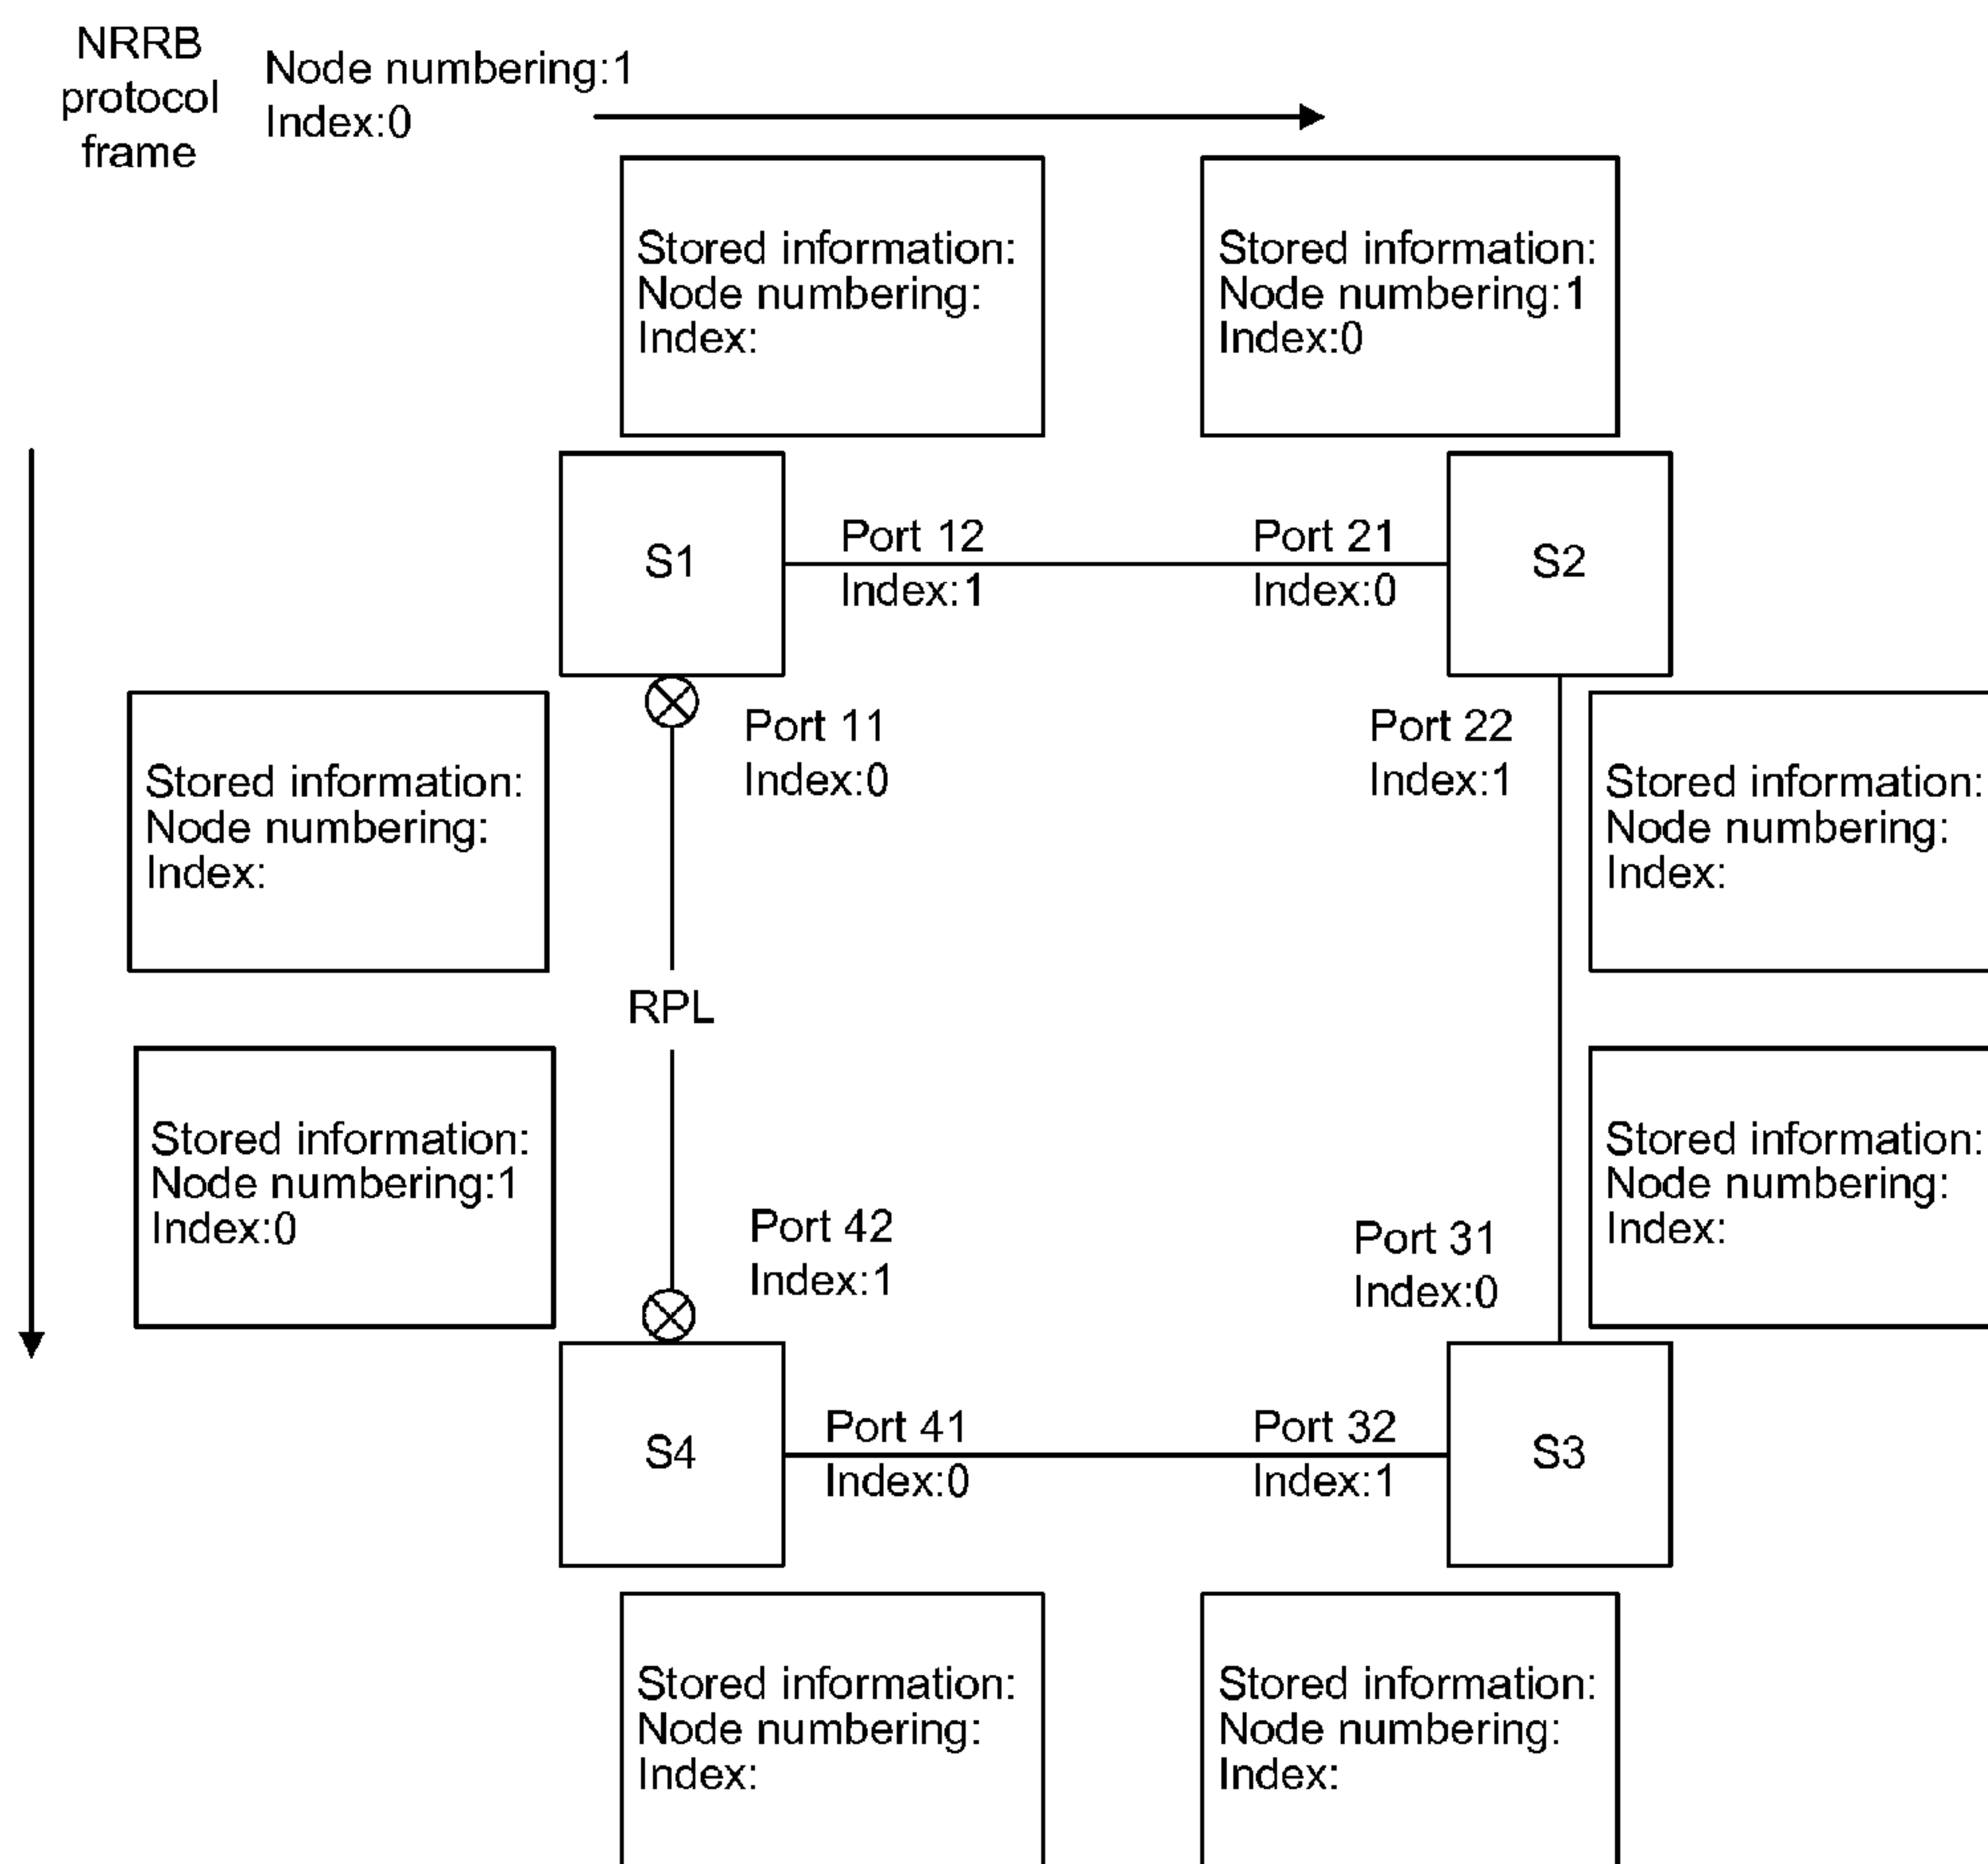 NRRB
protocol
frame
Node numbering:1
Index:0
Stored information:
Node numbering:
Index:
Stored information:
Node numbering:1
Index:0
S1
Port 12
Index:1
Port 21
Index:0
S2
Port 11
Index:0
Port 22
Index:1
Stored information:
Node numbering:
Index:
Stored information:
Node numbering:
Index:
RPL
Stored information:
Node numbering:1
Index:0
Port 42
Index:1
Port 31
Index:0
Stored information:
Node numbering:
Index:
S4
Port 41
Index:0
Port 32
Index:1
S3
Stored information:
Node numbering:
Index:
Stored information:
Node numbering:
Index: